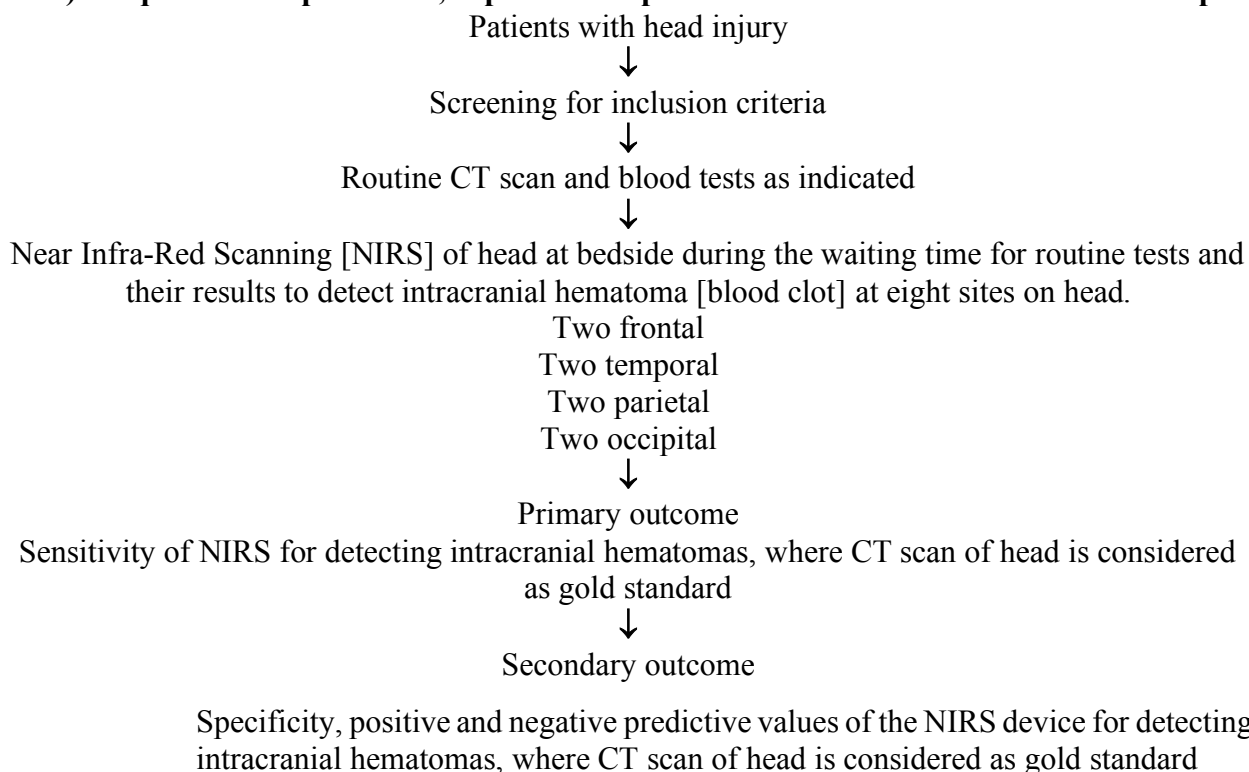 Patients with head injury
↓
Screening for inclusion criteria
↓
Routine CT scan and blood tests as indicated
↓
Near Infra-Red Scanning [NIRS] of head at bedside during the waiting time for routine tests and
their results to detect intracranial hematoma [blood clot] at eight sites on head.
Two frontal
Two temporal
Two parietal
Two occipital
↓
Primary outcome
Sensitivity of NIRS for detecting intracranial hematomas, where CT scan of head is considered
as gold standard
↓
Secondary outcome
Specificity, positive and negative predictive values of the NIRS device for detecting
intracranial hematomas, where CT scan of head is considered as gold standard